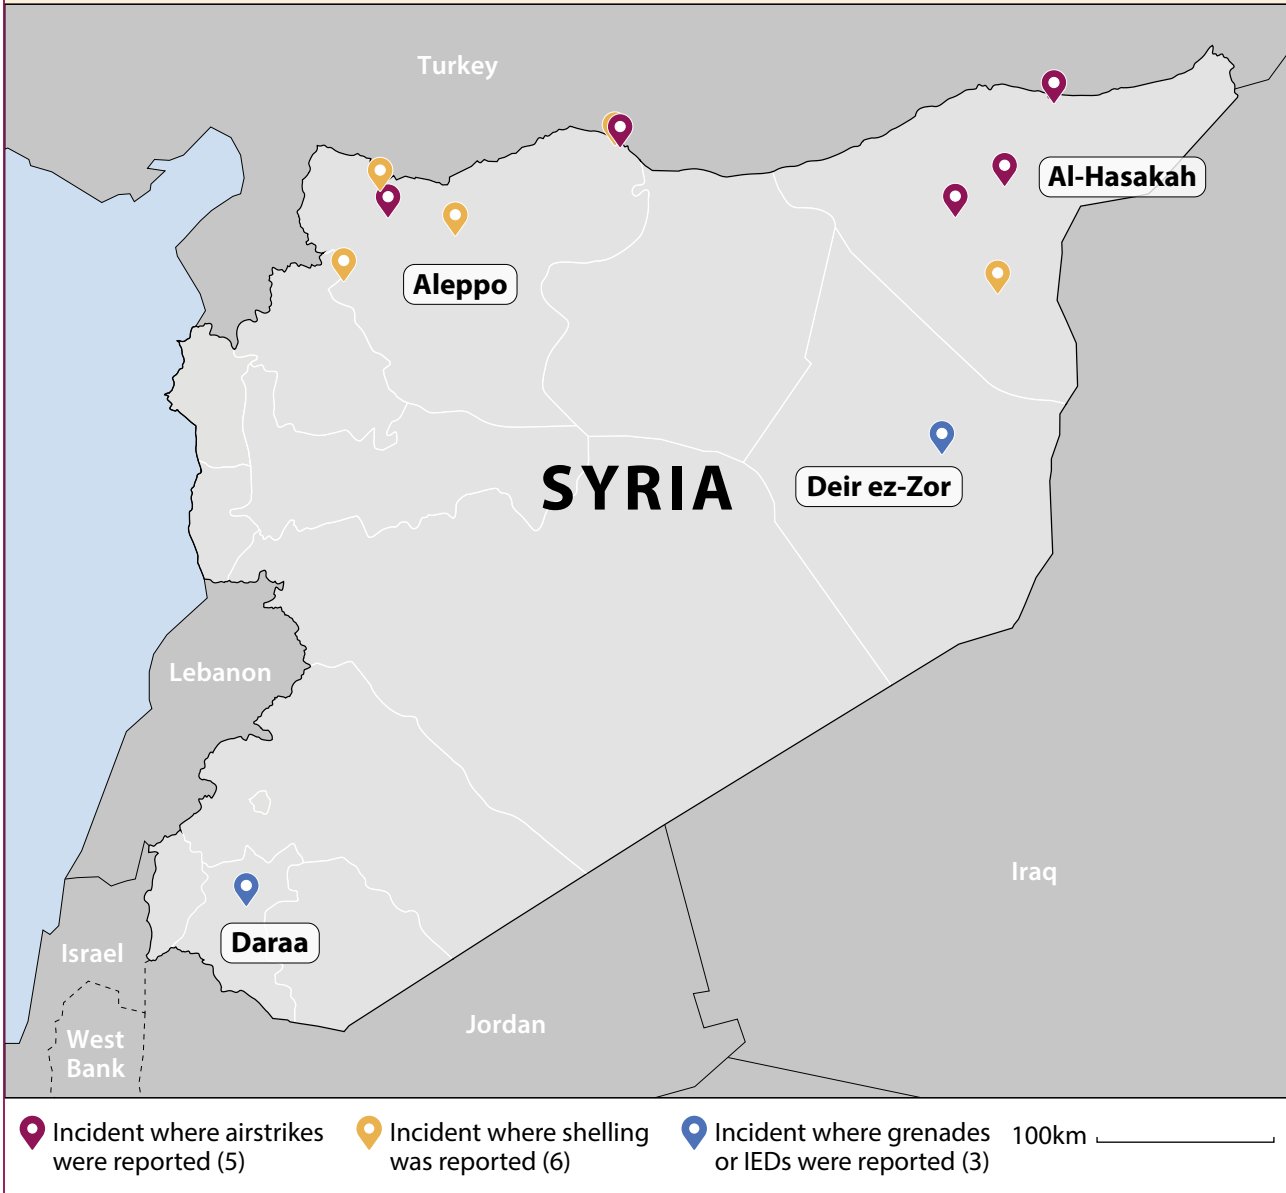 Turkey
Al-Hasakah
Aleppo
SYRIA
Deir ez-Zor
Lebanon
Iraq
Daraa
Israel
Jordan
West
Bank
Incident where airstrikes
were reported (5)
Incident where shelling
was reported (6)
Incident where grenades
or IEDs were reported (3)
100km